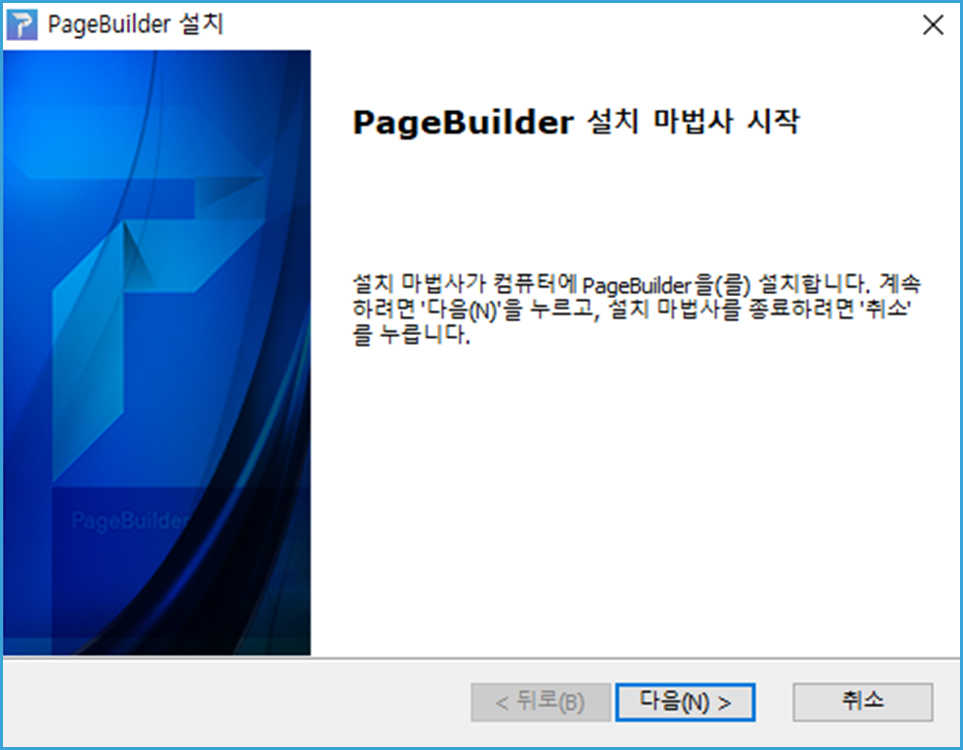 PageBuilder 설치
PageBuilder 설치 마법사 시작
설치 마법사가 컴퓨터에 PageBuilder을(를) 설치합니다. 계속
하려면 '다음(N)'을 누르고, 설치 마법사를 종료하려면 '취소'
를 누릅니다.
PageBuilder
< 뒤로(B)
다음(N) >
취소